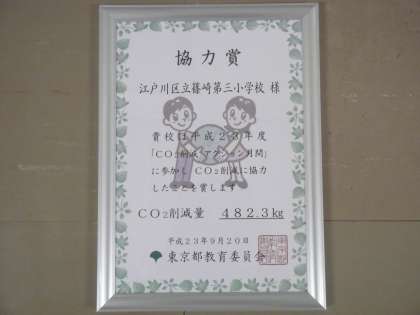 協力賞
江戸川区立篠崎第三小学校 様
貴校は平成23年度
「CO2削減 アクション月間」
に参加し CO2削減に協力
したことを賞します
CO2削減量 482.3kg
平成23年9月20日
東京都教育委員会